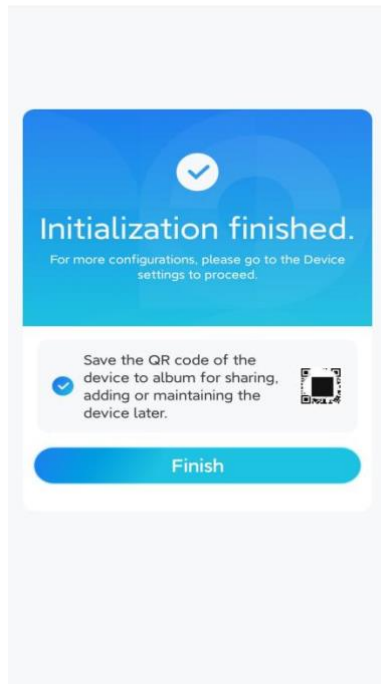 Initialization finished.
For more configurations, please go to the Device
settings to proceed.
Save the QR code of the
device to album for sharing,
adding or maintaining the
device later.
Finish